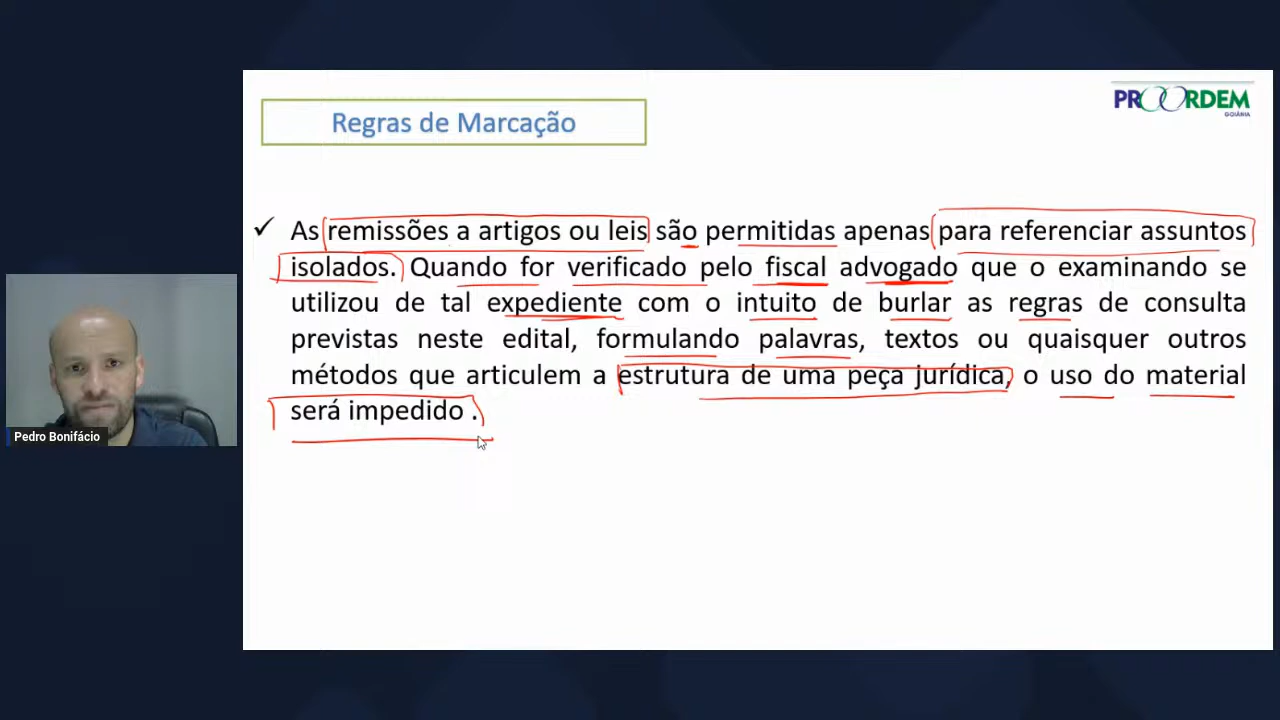 PROORDEM
GOIÂNIA
Regras de Marcação
✓ As remissões a artigos ou leis são permitidas apenas para referenciar assuntos
isolados. Quando for verificado pelo fiscal advogado que o examinando se
utilizou de tal expediente com o intuito de burlar as regras de consulta
previstas neste edital, formulando palavras, textos ou quaisquer outros
métodos que articulem a estrutura de uma peça jurídica, o uso do material
será impedido .
Pedro Bonifácio